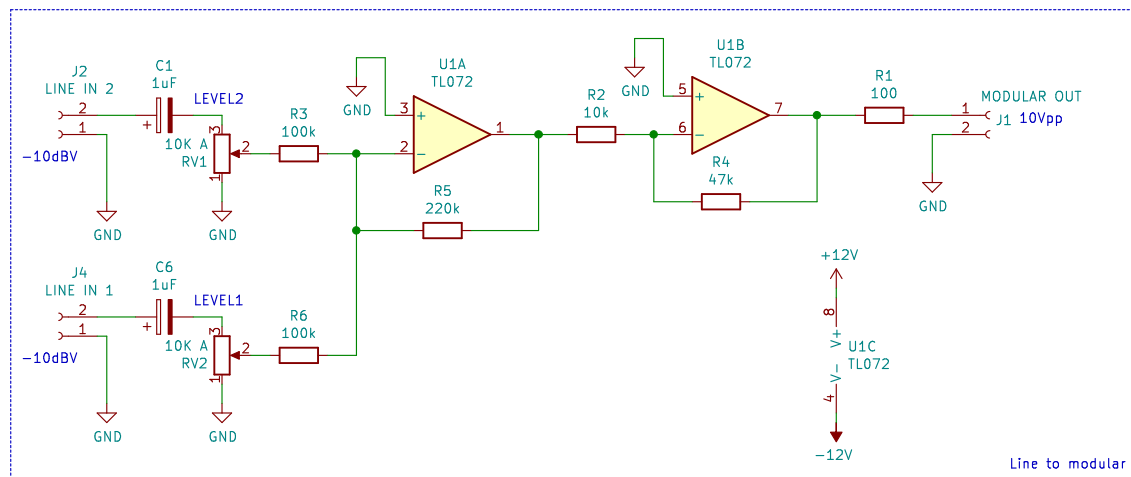 J2
LINE IN 2
2
1
-10dBV
GND
C1
1uF
+
LEVEL2
3
10K A
RV1
2
1
GND
R3
100k
GND
U1A
TL072
3
+
2
-
1
R5
220k
R2
10k
GND
U1B
TL072
5
+
6
-
7
R4
47k
R1
100
MODULAR OUT
1
2
J1
10Vpp
GND
J4
LINE IN 1
2
1
-10dBV
GND
C6
1uF
+
LEVEL1
3
10K A
RV2
2
1
GND
R6
100k
+12V
8
V+
U1C
TL072
V-
4
-12V
Line to modular